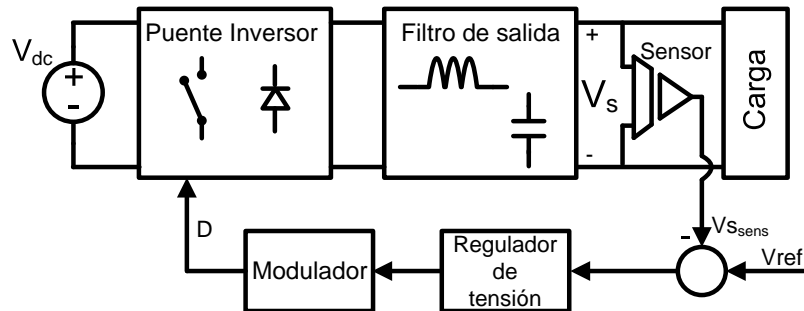 Puente Inversor
Filtro de salida
Vdc
+
-
+
Sensor
Vs
-
Carga
D
Modulador
Regulador
de
tensión
-
Vssens
Vref